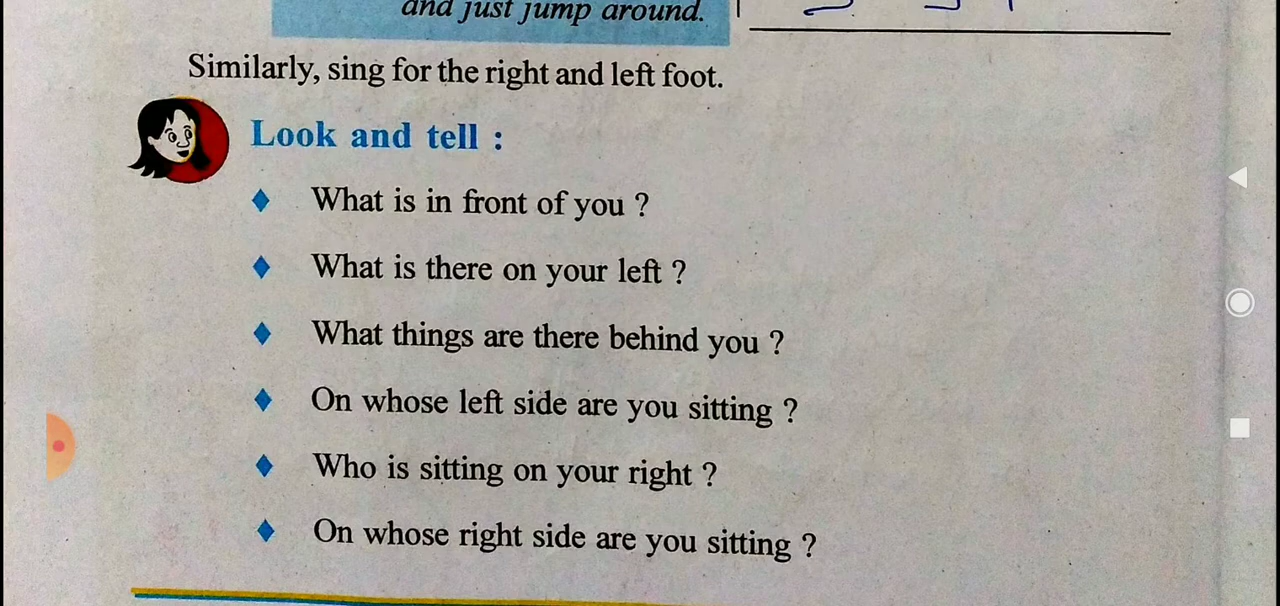 and just jump around.
Similarly, sing for the right and left foot.
Look and tell :
What is in front of you ?
What is there on your left ?
What things are there behind you ?
On whose left side are you sitting ?
Who is sitting on your right ?
On whose right side are you sitting ?